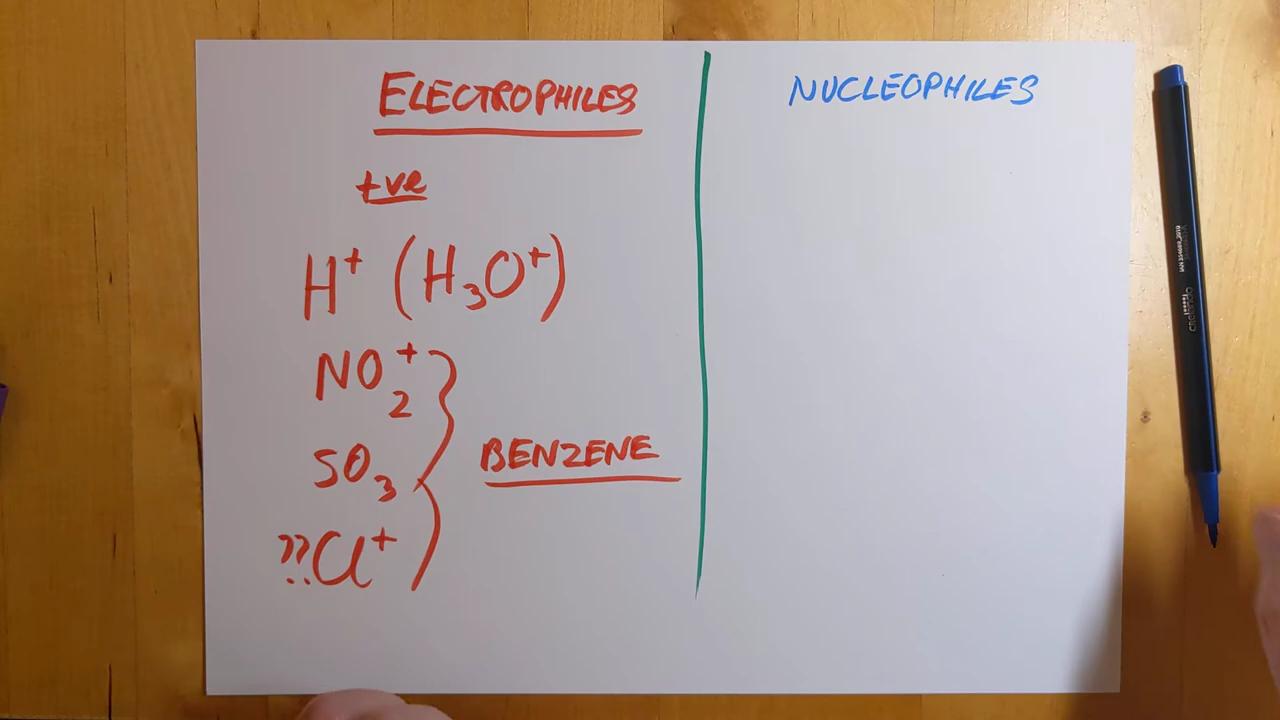 ELECTROPHILES
+ve
H⁺ (H₃O⁺)
NO₂⁺
SO₃
??Cl⁺
BENZENE
NUCLEOPHILES